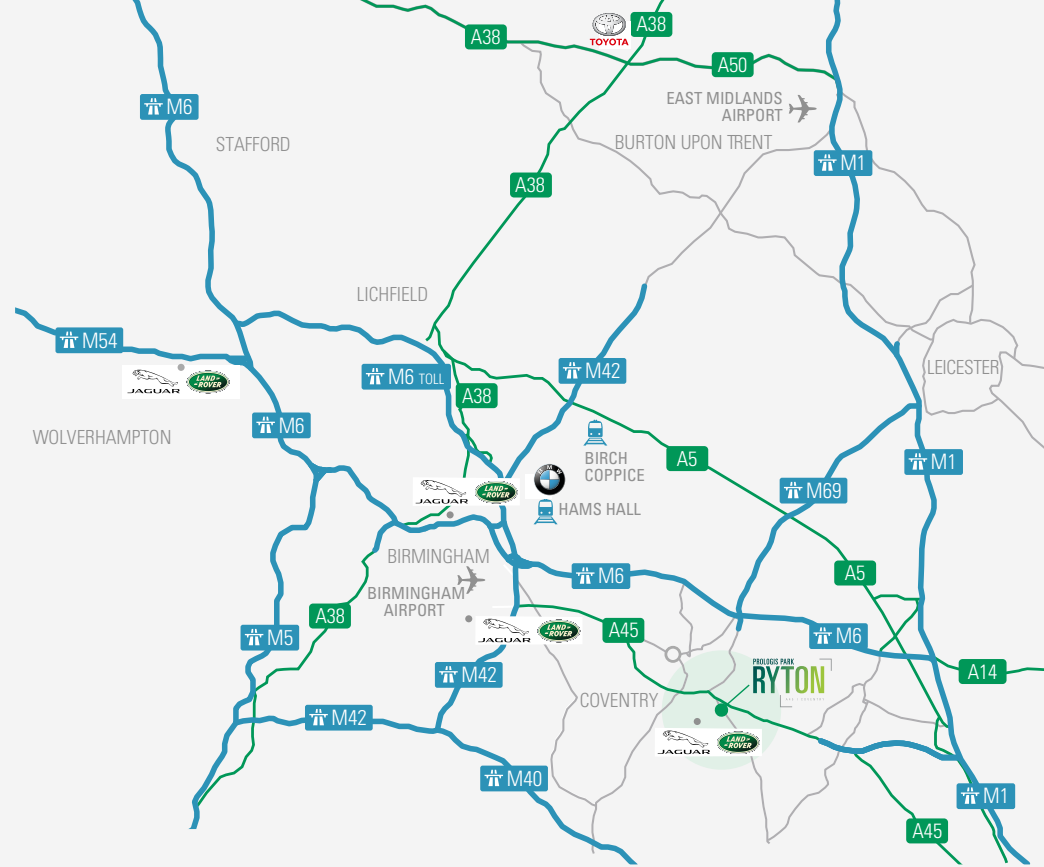 A38
TOYOTA
A38
A50
EAST MIDLANDS
AIRPORT
M6
STAFFORD
BURTON UPON TRENT
M1
A38
LICHFIELD
M54
JAGUAR
LAND-
-ROVER
M6 TOLL
M42
LEICESTER
A38
M6
WOLVERHAMPTON
BIRCH
COPPICE
A5
M1
JAGUAR
LAND-
-ROVER
BMW
M69
HAMS HALL
BIRMINGHAM
BIRMINGHAM
AIRPORT
M6
A5
A38
JAGUAR
LAND-
-ROVER
A45
M5
M6
M42
PROLOGIS PARK
RYTON
A14
COVENTRY
M42
JAGUAR
LAND-
-ROVER
M40
M1
A45